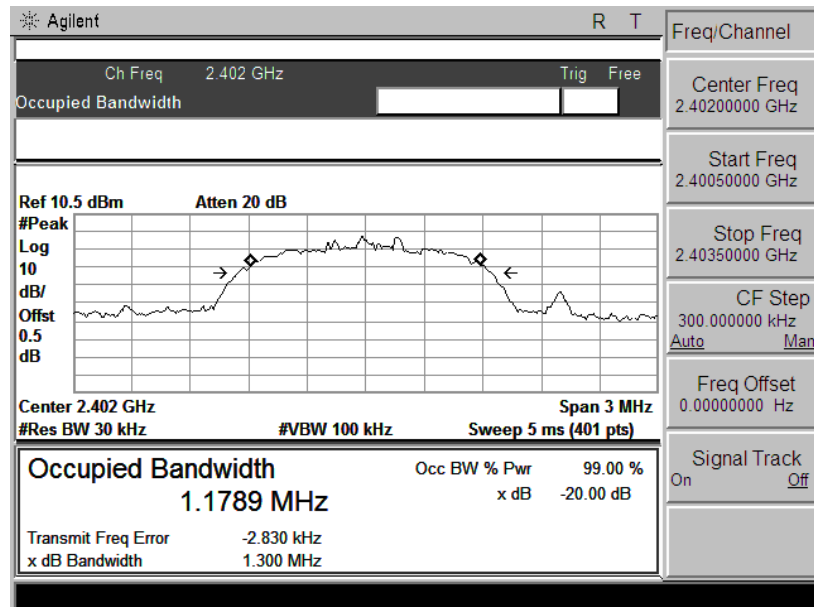 Agilent R T
Freq/Channel
Ch Freq 2.402 GHz Trig Free
Occupied Bandwidth
Center Freq
2.40200000 GHz
Start Freq
2.40050000 GHz
Stop Freq
2.40350000 GHz
CF Step
300.000000 kHz
Auto Man
Freq Offset
0.00000000 Hz
Signal Track
On Off
Ref 10.5 dBm Atten 20 dB
#Peak
Log
10
dB/
Offst
0.5
dB
Center 2.402 GHz Span 3 MHz
#Res BW 30 kHz #VBW 100 kHz Sweep 5 ms (401 pts)
Occupied Bandwidth Occ BW % Pwr 99.00 %
1.1789 MHz x dB -20.00 dB
Transmit Freq Error -2.830 kHz
x dB Bandwidth 1.300 MHz